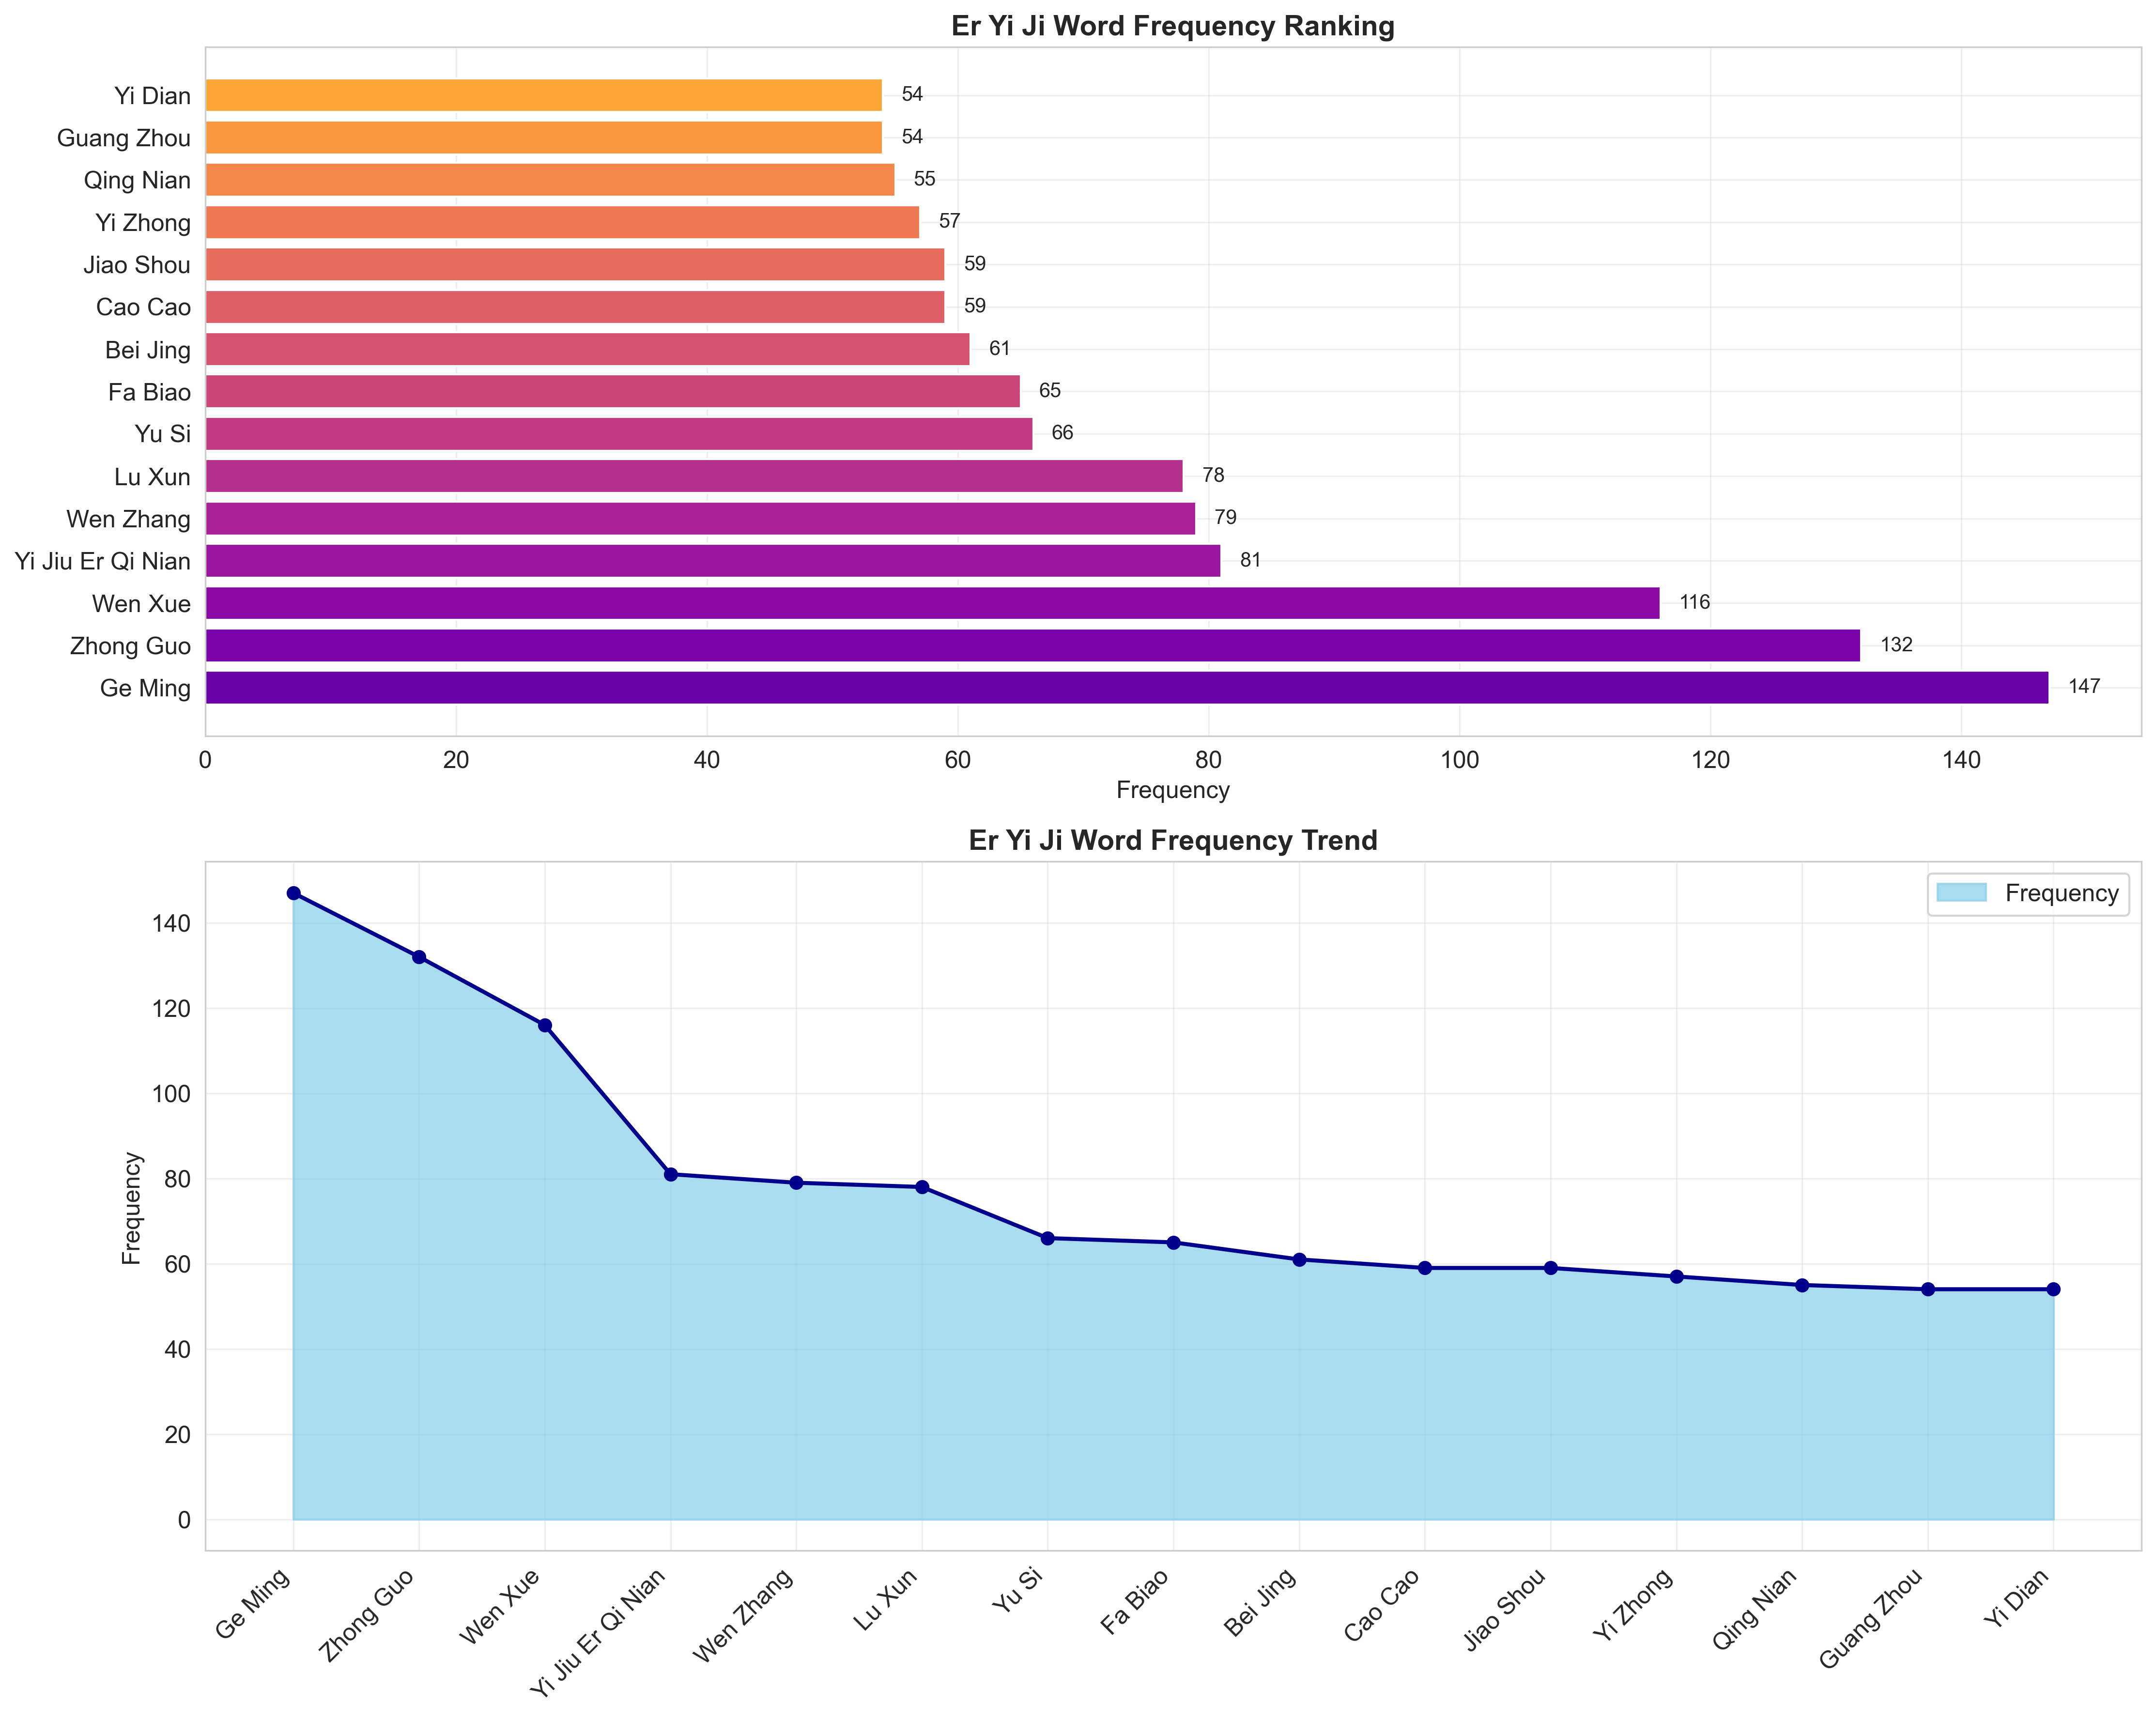 Er Yi Ji Word Frequency Ranking
Yi Dian 54
Guang Zhou 54
Qing Nian 55
Yi Zhong 57
Jiao Shou 59
Cao Cao 59
Bei Jing 61
Fa Biao 65
Yu Si 66
Lu Xun 78
Wen Zhang 79
Yi Jiu Er Qi Nian 81
Wen Xue 116
Zhong Guo 132
Ge Ming 147
0 20 40 60 80 100 120 140
Frequency
Er Yi Ji Word Frequency Trend
Frequency
140
120
100
80
60
40
20
0
Frequency
Ge Ming
Zhong Guo
Wen Xue
Yi Jiu Er Qi Nian
Wen Zhang
Lu Xun
Yu Si
Fa Biao
Bei Jing
Cao Cao
Jiao Shou
Yi Zhong
Qing Nian
Guang Zhou
Yi Dian